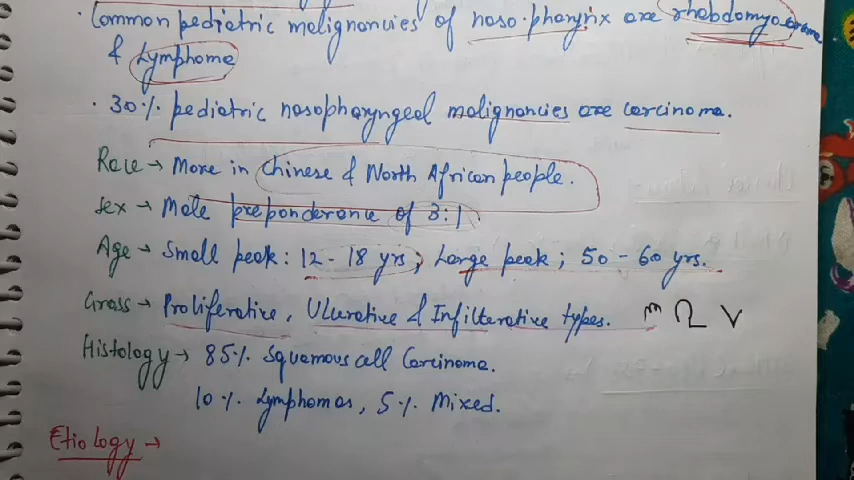 • Common pediatric malignancies of naso-pharynx are rhabdomyosarcoma
& Lymphoma
• 30% pediatric nasopharyngeal malignancies are carcinoma.
Race → More in Chinese & North African people.
Sex → Male preponderance of 3:1
Age → Small peak: 12 - 18 yrs; Large peak; 50 - 60 yrs.
Gross → Proliferative, Ulcerative & Infilterative types.
Histology → 85% Squamous cell Carcinoma.
10% Lymphomas, 5% Mixed.
Etiology →